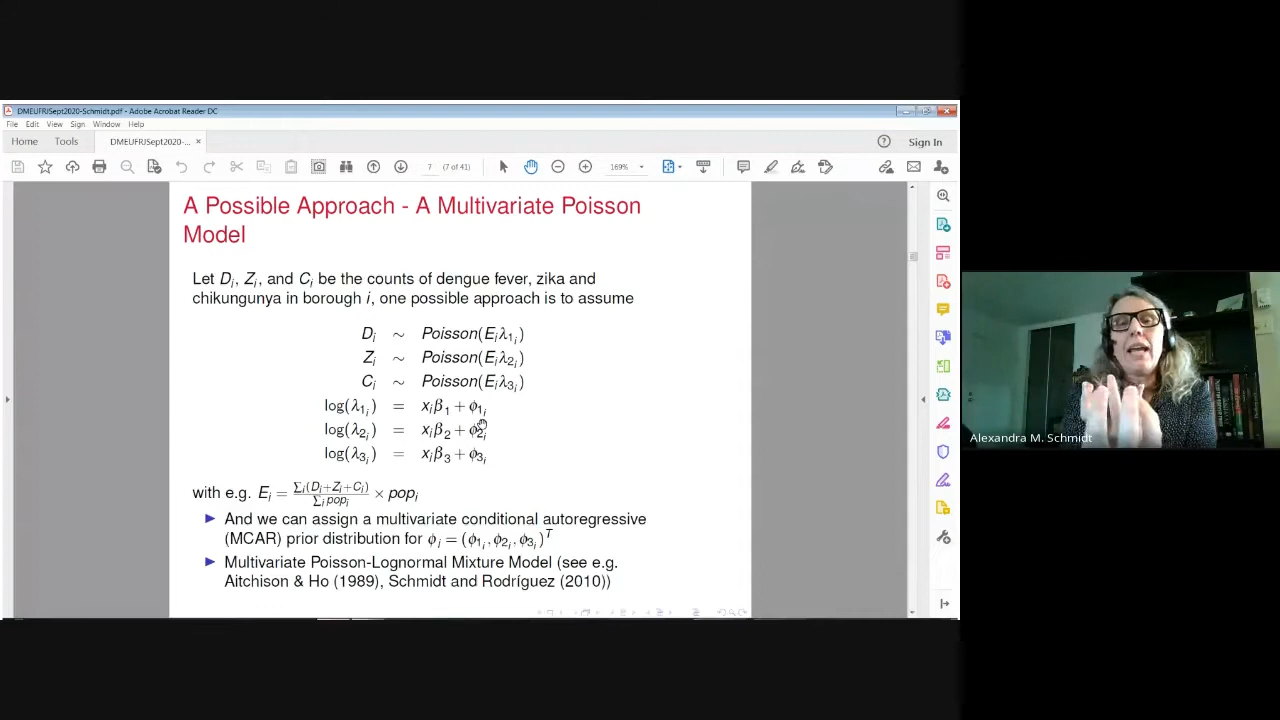 DMEUFRJSept2020-Schmidt.pdf - Adobe Acrobat Reader DC
File Edit View Sign Window Help
Home Tools DMEUFRJSept2020-... × Sign In
7 (7 of 41) 169%
A Possible Approach - A Multivariate Poisson
Model
Let Dᵢ, Zᵢ, and Cᵢ be the counts of dengue fever, zika and
chikungunya in borough i, one possible approach is to assume
Dᵢ ∼ Poisson(Eᵢλ₁ᵢ)
Zᵢ ∼ Poisson(Eᵢλ₂ᵢ)
Cᵢ ∼ Poisson(Eᵢλ₃ᵢ)
log(λ₁ᵢ) = xᵢβ₁ + ϕ₁ᵢ
log(λ₂ᵢ) = xᵢβ₂ + ϕ₂ᵢ
log(λ₃ᵢ) = xᵢβ₃ + ϕ₃ᵢ
with e.g. Eᵢ = ∑ᵢ(Dᵢ+Zᵢ+Cᵢ) / ∑ᵢ popᵢ × popᵢ
▶ And we can assign a multivariate conditional autoregressive
(MCAR) prior distribution for ϕᵢ = (ϕ₁ᵢ, ϕ₂ᵢ, ϕ₃ᵢ)ᵀ
▶ Multivariate Poisson-Lognormal Mixture Model (see e.g.
Aitchison & Ho (1989), Schmidt and Rodríguez (2010))
Alexandra M. Schmidt